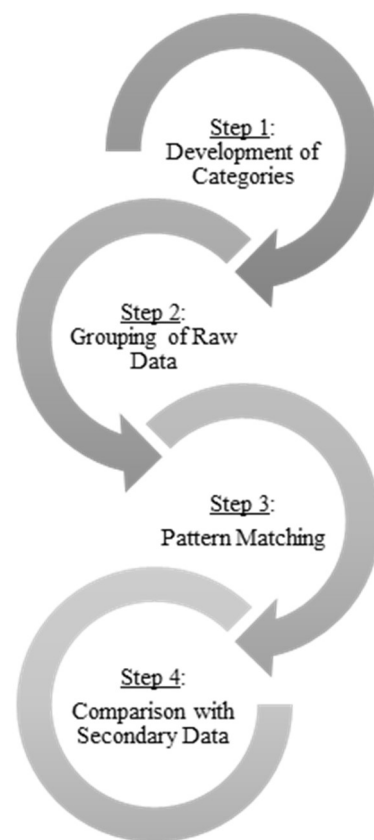 Step 1:
Development of
Categories
Step 2:
Grouping of Raw
Data
Step 3:
Pattern Matching
Step 4:
Comparison with
Secondary Data